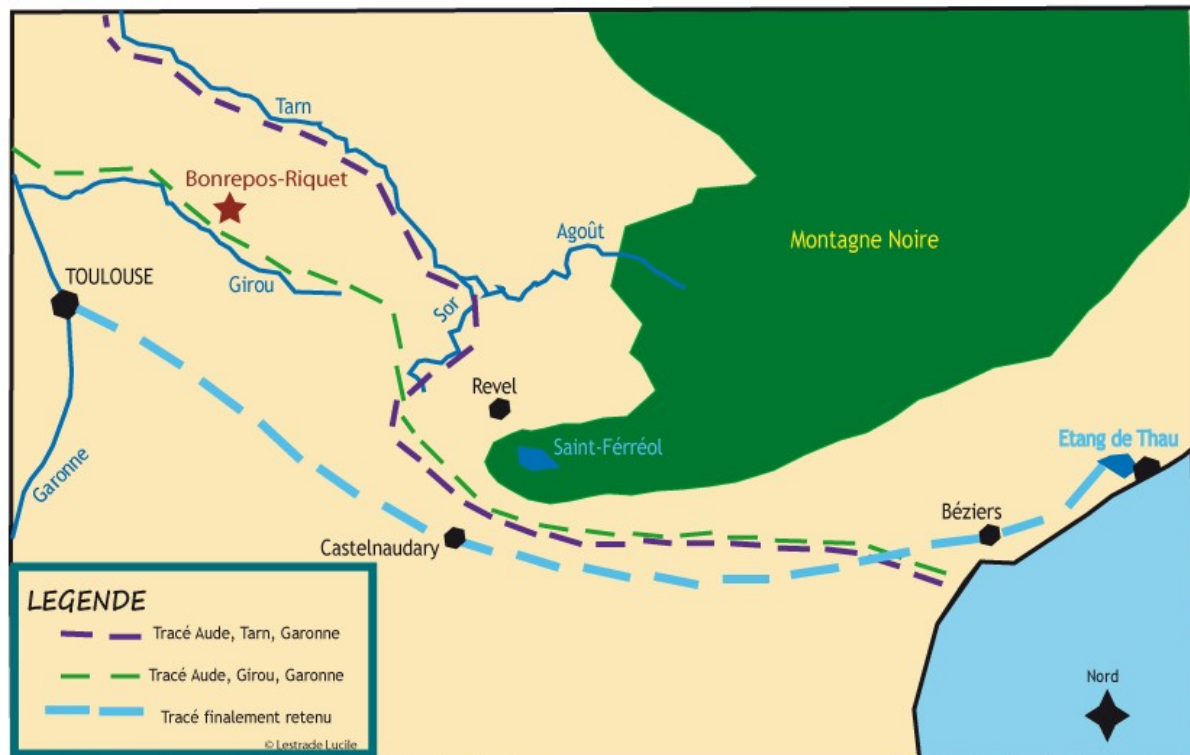 Tarn
Bonrepos-Riquet
Agoût
Montagne Noire
TOULOUSE
Girou
Sor
Revel
Saint-Férréol
Etang de Thau
Garonne
Béziers
Castelnaudary
LEGENDE
Tracé Aude, Tarn, Garonne
Tracé Aude, Girou, Garonne
Tracé finalement retenu
© Lestrade Lucile
Nord